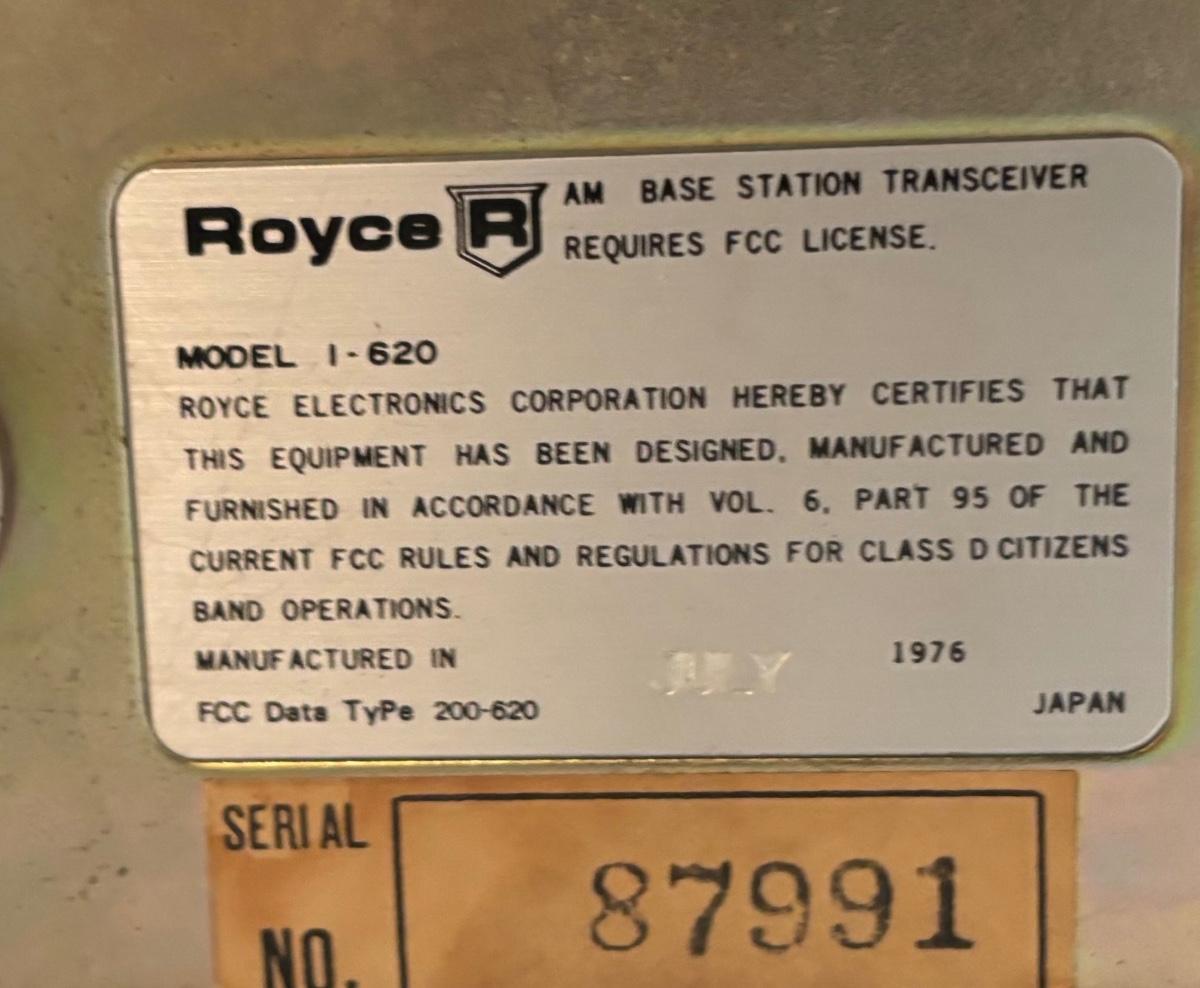 Royce R AM BASE STATION TRANSCEIVER
REQUIRES FCC LICENSE.
MODEL 1-620
ROYCE ELECTRONICS CORPORATION HEREBY CERTIFIES THAT
THIS EQUIPMENT HAS BEEN DESIGNED, MANUFACTURED AND
FURNISHED IN ACCORDANCE WITH VOL. 6, PART 95 OF THE
CURRENT FCC RULES AND REGULATIONS FOR CLASS D CITIZENS
BAND OPERATIONS.
MANUFACTURED IN JULY 1976
FCC Data TyPe 200-620 JAPAN
SERIAL
NO. 87991